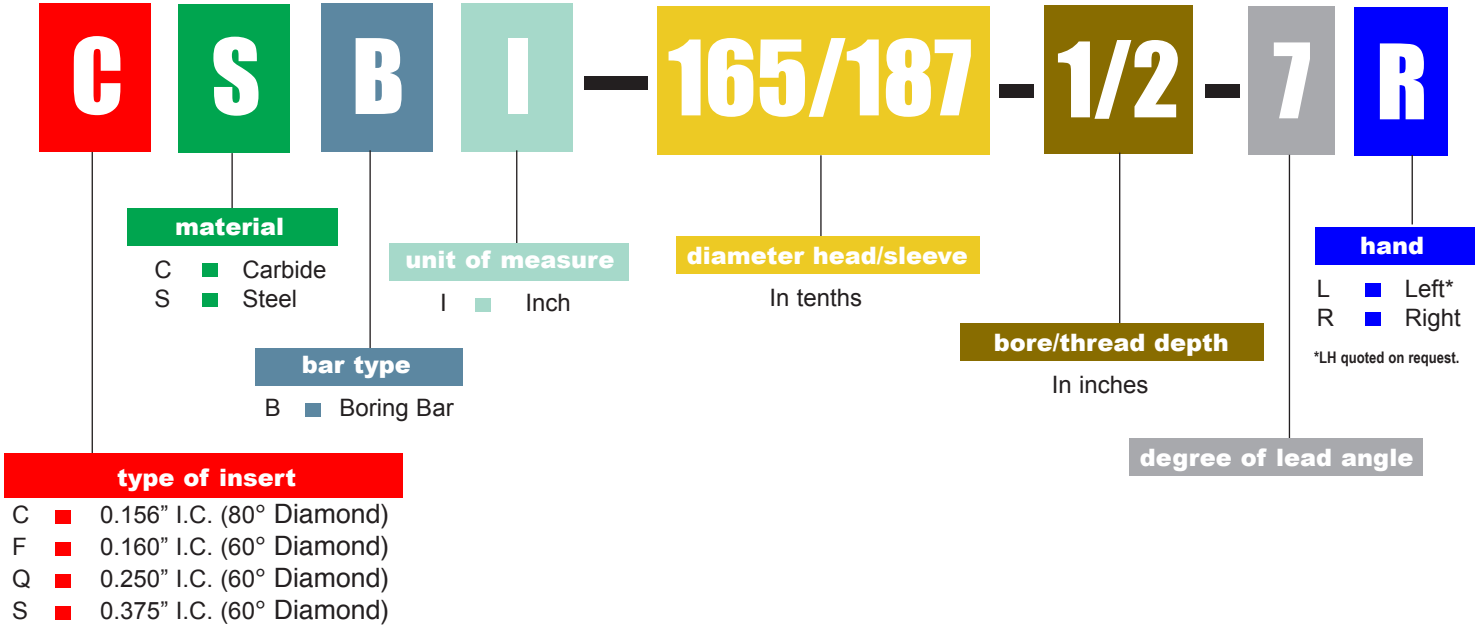 C S B I – 165/187 - 1/2 - 7 R
material
C Carbide
S Steel
unit of measure
I Inch
diameter head/sleeve
In tenths
hand
L Left*
R Right
*LH quoted on request.
bar type
B Boring Bar
bore/thread depth
In inches
degree of lead angle
type of insert
C 0.156” I.C. (80° Diamond)
F 0.160” I.C. (60° Diamond)
Q 0.250” I.C. (60° Diamond)
S 0.375” I.C. (60° Diamond)